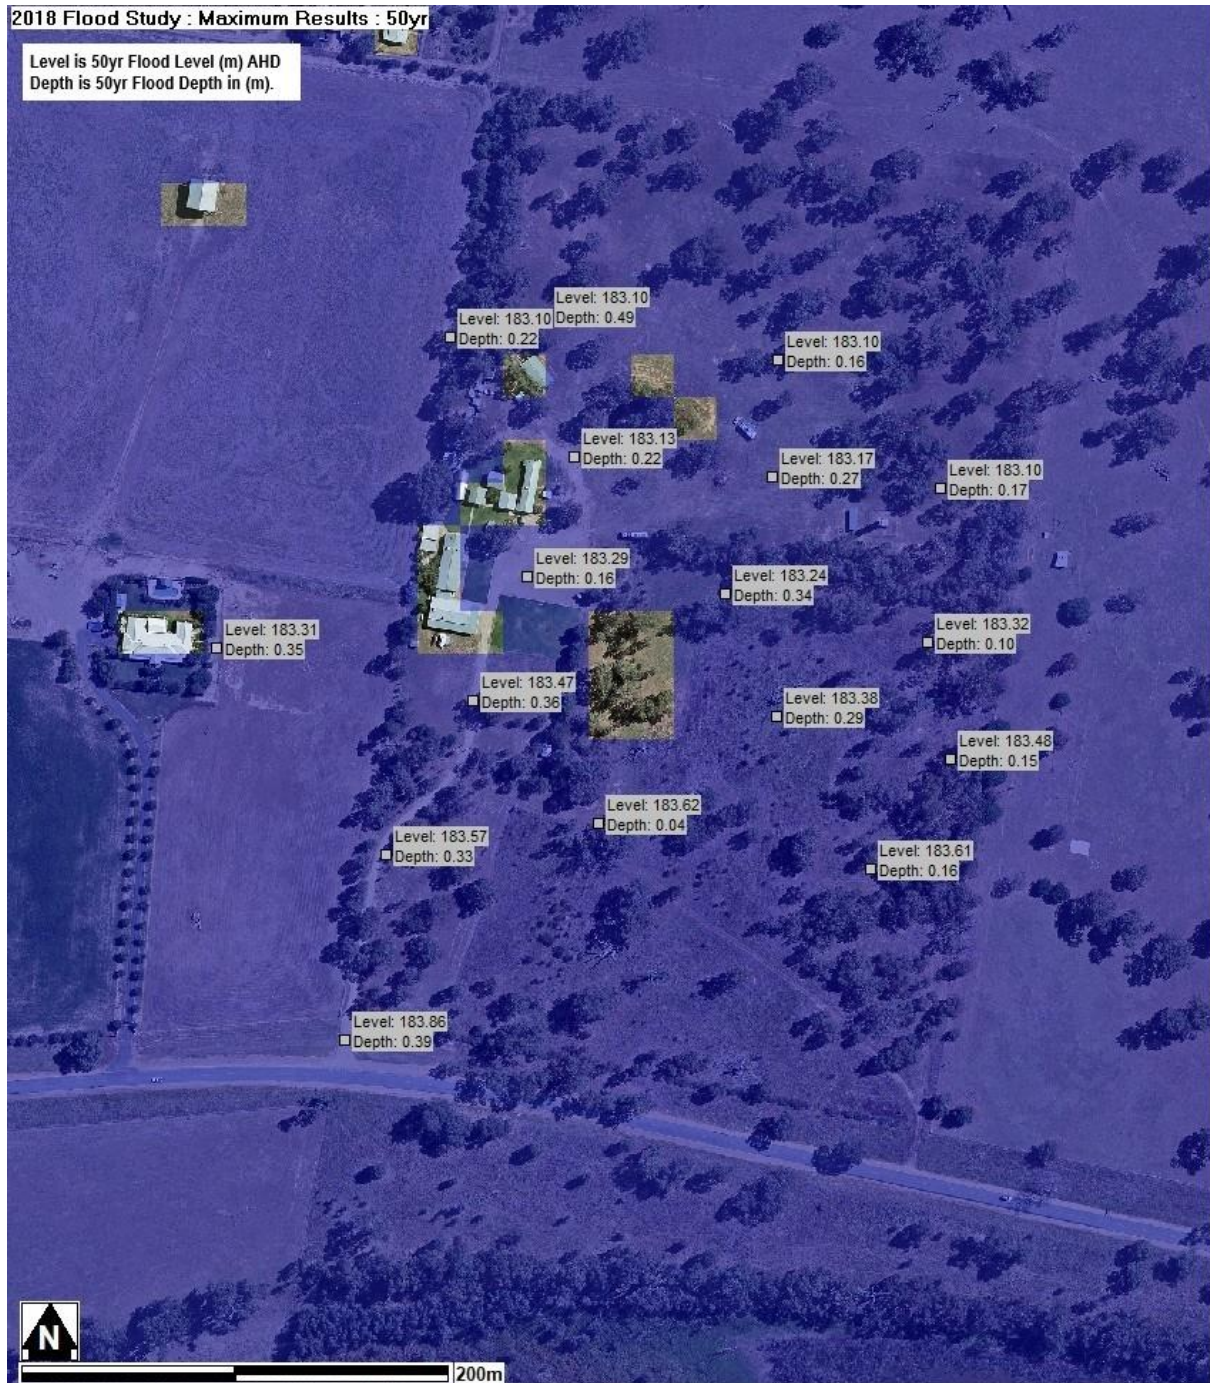 2018 Flood Study : Maximum Results : 50yr
Level is 50yr Flood Level (m) AHD
Depth is 50yr Flood Depth in (m).
Level: 183.10
Depth: 0.49
Level: 183.10
Depth: 0.22
Level: 183.10
Depth: 0.16
Level: 183.13
Depth: 0.22
Level: 183.17
Depth: 0.27
Level: 183.10
Depth: 0.17
Level: 183.29
Depth: 0.16
Level: 183.24
Depth: 0.34
Level: 183.31
Depth: 0.35
Level: 183.32
Depth: 0.10
Level: 183.47
Depth: 0.36
Level: 183.38
Depth: 0.29
Level: 183.48
Depth: 0.15
Level: 183.62
Depth: 0.04
Level: 183.57
Depth: 0.33
Level: 183.61
Depth: 0.16
Level: 183.86
Depth: 0.39
N
200m